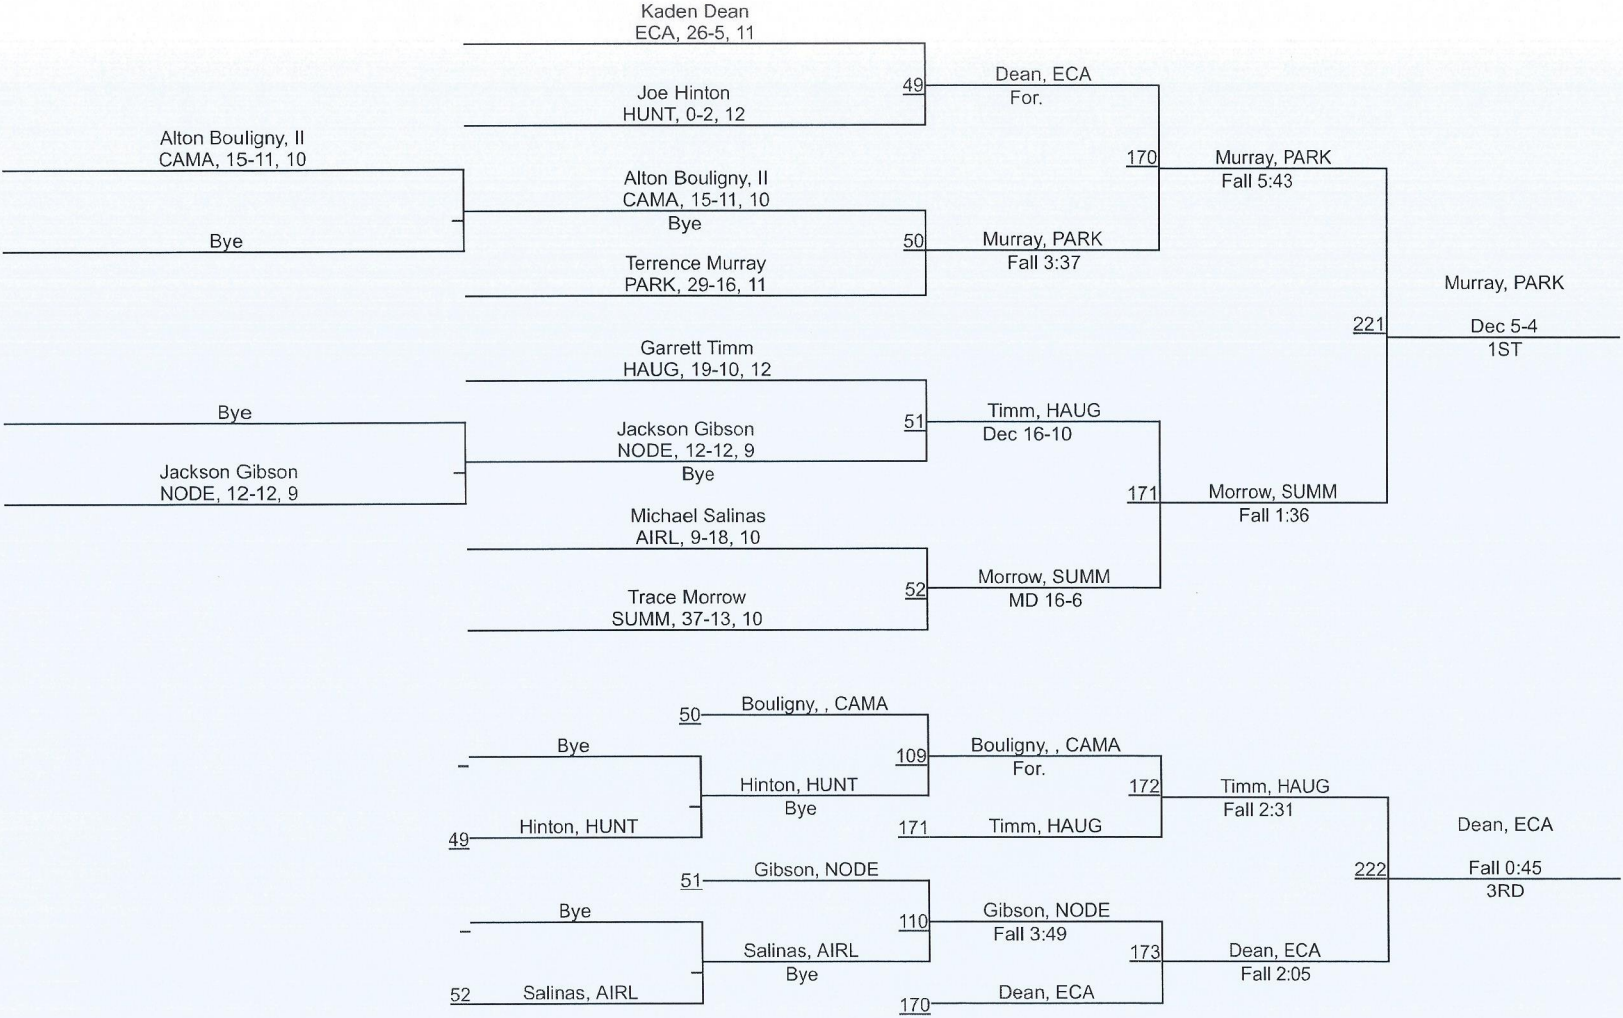 Kaden Dean
ECA, 26-5, 11
49
Dean, ECA
For.
Joe Hinton
HUNT, 0-2, 12
Alton Bouligny, II
CAMA, 15-11, 10
170
Murray, PARK
Fall 5:43
Alton Bouligny, II
CAMA, 15-11, 10
Bye
Bye
50
Murray, PARK
Fall 3:37
Terrence Murray
PARK, 29-16, 11
Murray, PARK
221
Dec 5-4
1ST
Garrett Timm
HAUG, 19-10, 12
Bye
51
Timm, HAUG
Dec 16-10
Jackson Gibson
NODE, 12-12, 9
Bye
Jackson Gibson
NODE, 12-12, 9
171
Morrow, SUMM
Fall 1:36
Michael Salinas
AIRL, 9-18, 10
52
Morrow, SUMM
MD 16-6
Trace Morrow
SUMM, 37-13, 10
50
Bouligny, , CAMA
Bye
109
Bouligny, , CAMA
For.
Hinton, HUNT
Bye
172
Timm, HAUG
Fall 2:31
49
Hinton, HUNT
171
Timm, HAUG
Dean, ECA
51
Gibson, NODE
222
Fall 0:45
3RD
Bye
110
Gibson, NODE
Fall 3:49
Salinas, AIRL
Bye
173
Dean, ECA
Fall 2:05
52
Salinas, AIRL
170
Dean, ECA